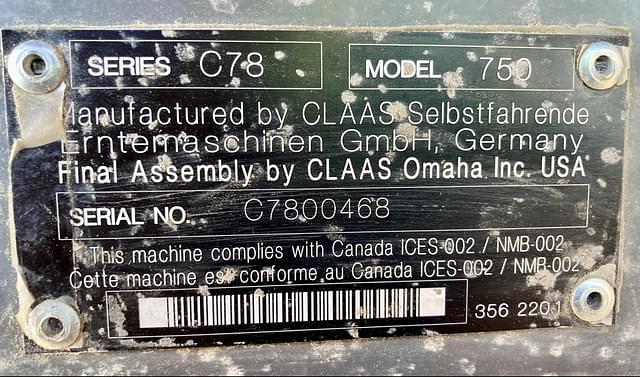 SERIES C78 MODEL 750
Manufactured by CLAAS Selbstfahrende
Erntemaschinen GmbH, Germany
Final Assembly by CLAAS Omaha Inc. USA
SERIAL NO. C7800468
This machine complies with Canada ICES-002 / NMB-002
Cette machine est conforme au Canada ICES-002 / NMB-002
356 220.1